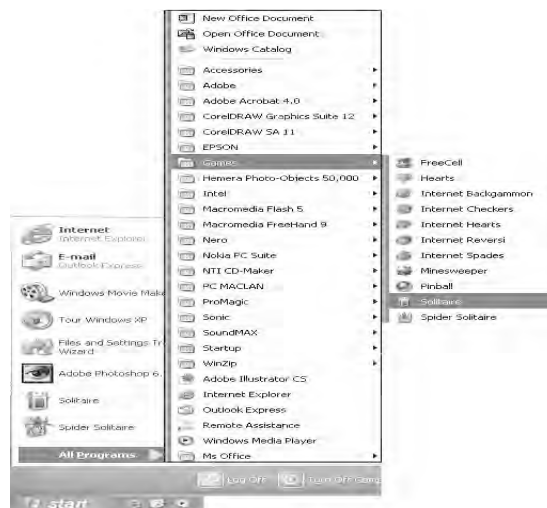 New Office Document
Open Office Document
Windows Catalog
Accessories
Adobe
Adobe Acrobat 4.0
CorelDRAW Graphics Suite 12
CorelDRAW SA 11
EPSON
Games
Hemera Photo-Objects 50,000
Intel
Macromedia Flash 5
Macromedia FreeHand 9
Nero
Nokia PC Suite
NTI CD-Maker
PC MACLAN
ProMagic
Sonic
SoundMAX
Startup
WinZip
Adobe Illustrator CS
Internet Explorer
Outlook Express
Remote Assistance
Windows Media Player
Ms Office
FreeCell
Hearts
Internet Backgammon
Internet Checkers
Internet Hearts
Internet Reversi
Internet Spades
Minesweeper
Pinball
Solitaire
Spider Solitaire
Internet
Internet Explorer
E-mail
Outlook Express
Windows Movie Make
Tour Windows XP
Files and Settings Tr
Wizard
Adobe Photoshop 6.
Solitaire
Spider Solitaire
All Programs
Log Off
Turn Off Comp
start